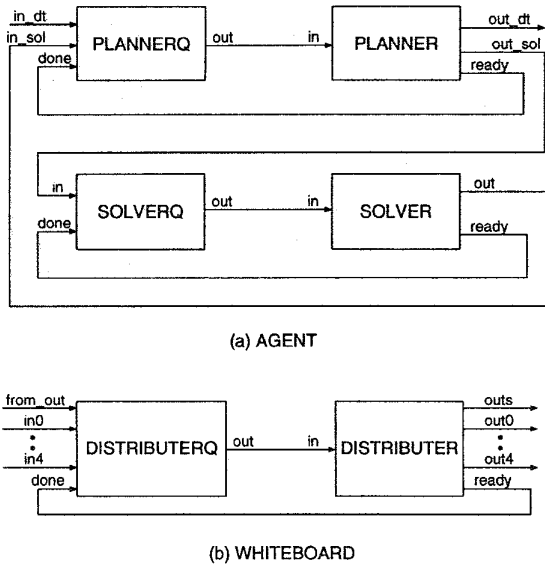 in_dt
out_dt
in_sol
PLANNERQ
out
in
PLANNER
out_sol
done
ready
in
out
SOLVERQ
out
in
SOLVER
done
ready
(a) AGENT
from_out
outs
in0
out0
DISTRIBUTERQ
out
in
DISTRIBUTER
in4
out4
done
ready
(b) WHITEBOARD